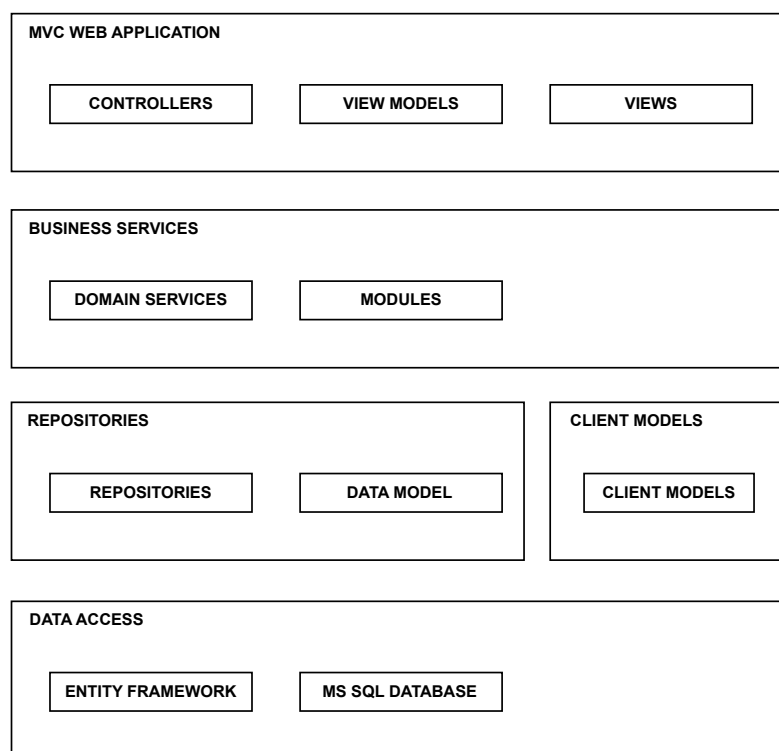 MVC WEB APPLICATION
CONTROLLERS
VIEW MODELS
VIEWS
BUSINESS SERVICES
DOMAIN SERVICES
MODULES
REPOSITORIES
REPOSITORIES
DATA MODEL
CLIENT MODELS
CLIENT MODELS
DATA ACCESS
ENTITY FRAMEWORK
MS SQL DATABASE